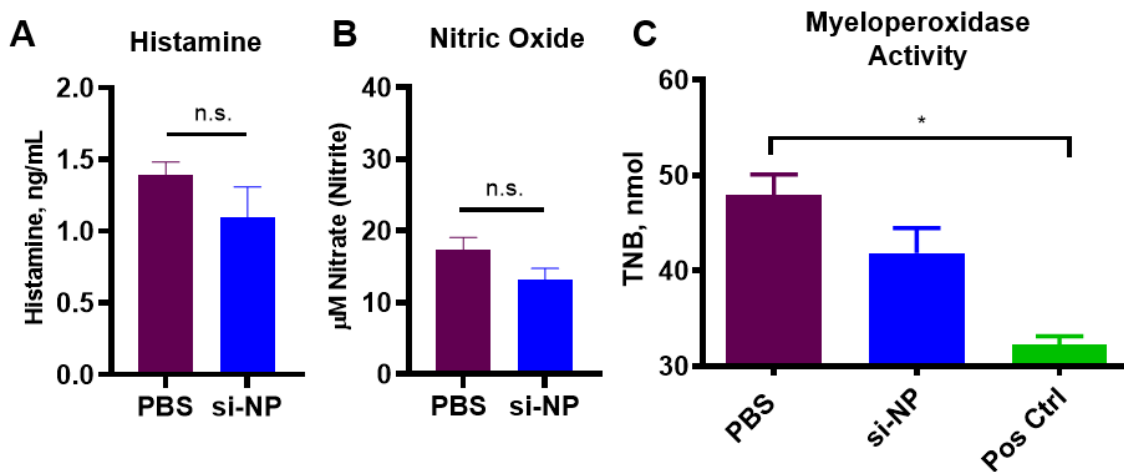 A
Histamine
Histamine, ng/mL
2.0
1.5
1.0
0.5
0.0
n.s.
PBS
si-NP
B
Nitric Oxide
µM Nitrate (Nitrite)
40
30
20
10
0
n.s.
PBS
si-NP
C
Myeloperoxidase
Activity
TNB, nmol
60
50
40
30
*
PBS
si-NP
Pos Ctrl